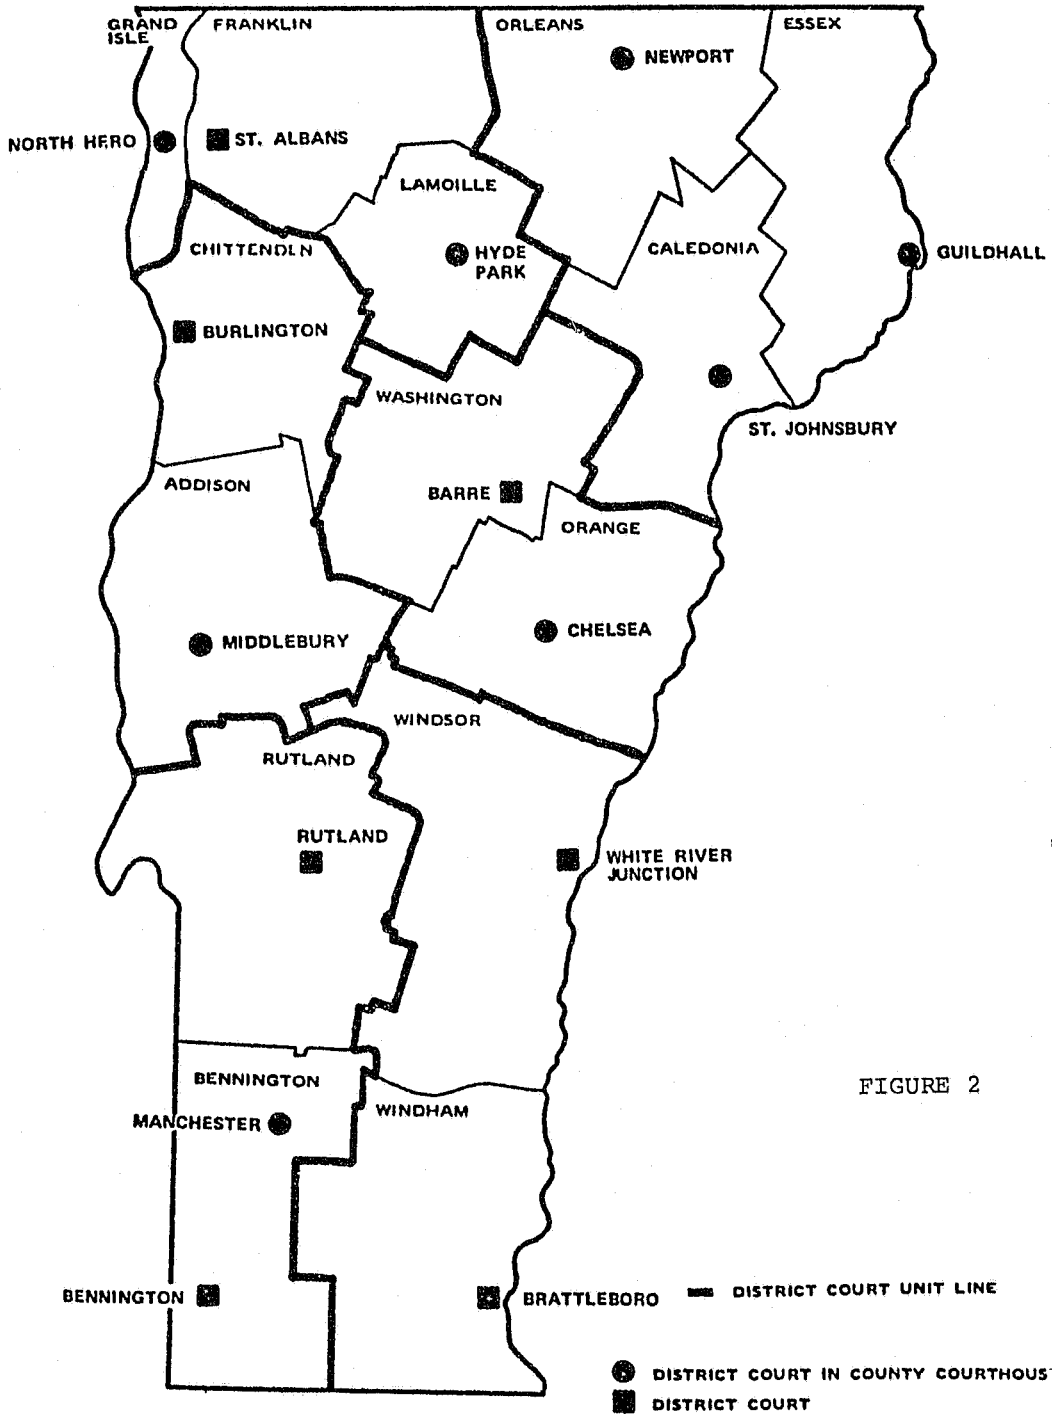 GRAND
ISLE
FRANKLIN
ORLEANS
ESSEX
NEWPORT
NORTH HERO
ST. ALBANS
LAMOILLE
CHITTENDLN
HYDE
PARK
CALEDONIA
GUILDHALL
BURLINGTON
WASHINGTON
ST. JOHNSBURY
ADDISON
BARRE
ORANGE
MIDDLEBURY
CHELSEA
WINDSOR
RUTLAND
RUTLAND
WHITE RIVER
JUNCTION
BENNINGTON
WINDHAM
MANCHESTER
FIGURE 2
BENNINGTON
BRATTLEBORO
DISTRICT COURT UNIT LINE
DISTRICT COURT IN COUNTY COURTHOUS
DISTRICT COURT